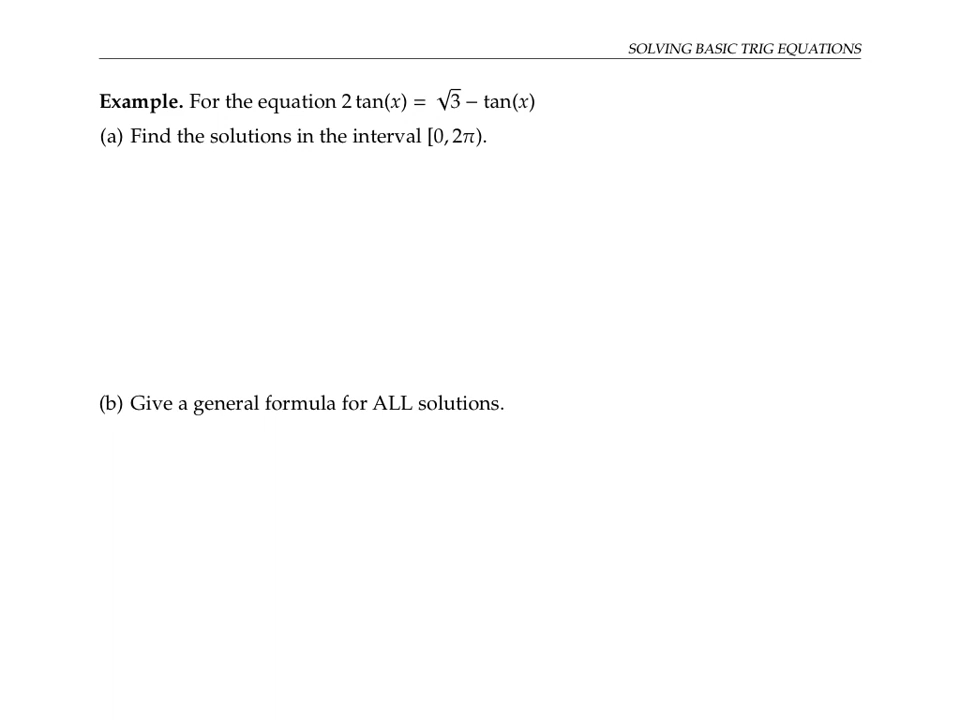 SOLVING BASIC TRIG EQUATIONS
Example. For the equation 2 tan(x) = √3 − tan(x)
(a) Find the solutions in the interval [0, 2π).
(b) Give a general formula for ALL solutions.